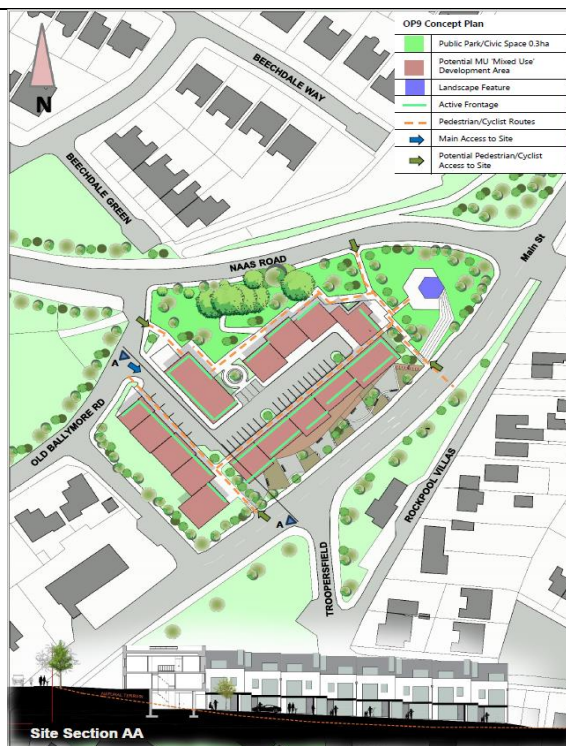 OP9 Concept Plan
Public Park/Civic Space 0.3ha
Potential MU 'Mixed Use'
Development Area
Landscape Feature
Active Frontage
Pedestrian/Cyclist Routes
Main Access to Site
Potential Pedestrian/Cyclist
Access to Site
N
BEECHDALE WAY
BEECHDALE GREEN
NAAS ROAD
Main St
A
OLD BALLYMORE RD
ROCKPOOL VILLAS
A
TROOPERSFIELD
Site Section AA